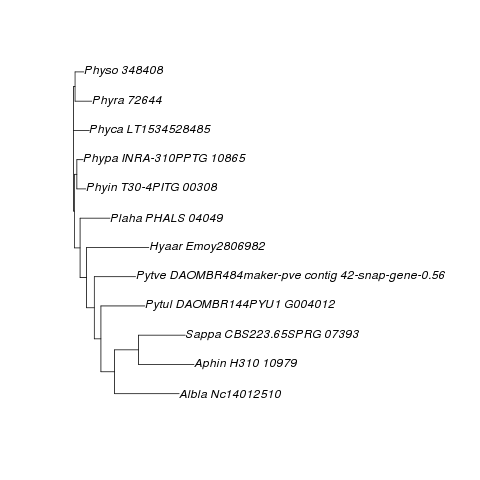 Physo 348408
Phyra 72644
Phyca LT1534528485
Phypa INRA-310PPTG 10865
Phyin T30-4PITG 00308
Plaha PHALS 04049
Hyaar Emoy2806982
Pytve DAOMBR484maker-pve contig 42-snap-gene-0.56
Pytul DAOMBR144PYU1 G004012
Sappa CBS223.65SPRG 07393
Aphin H310 10979
Albla Nc14012510